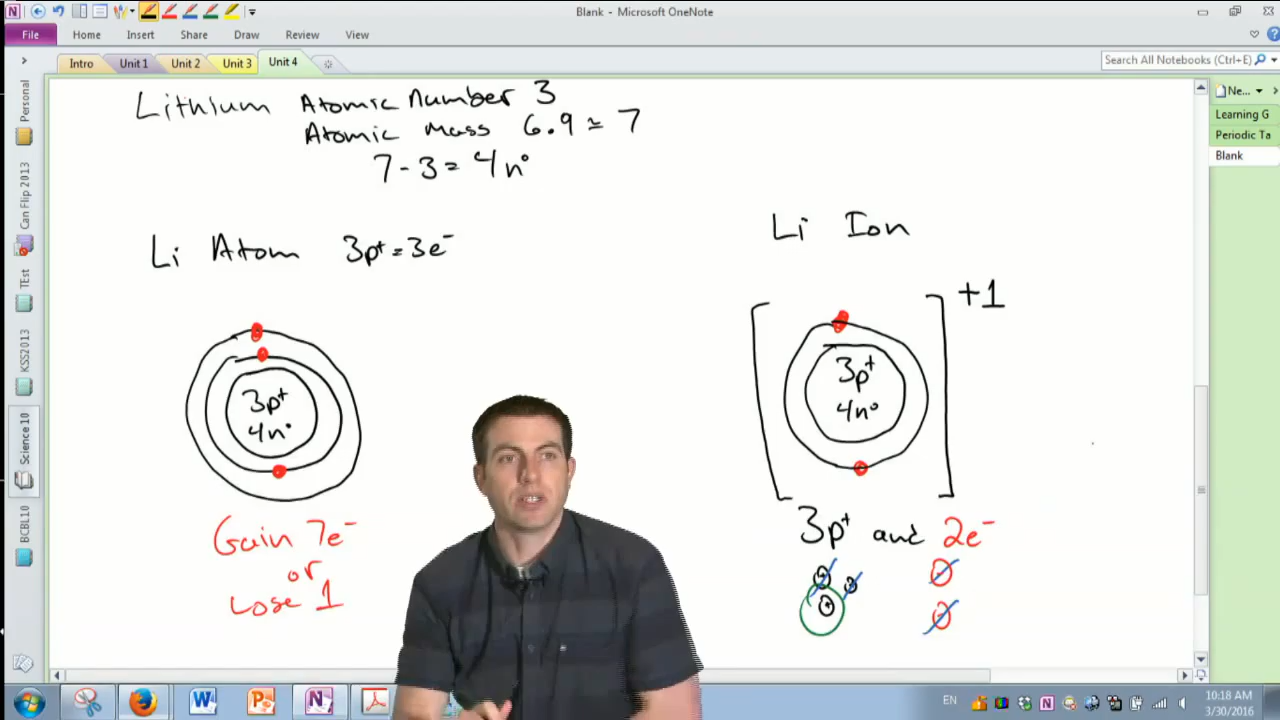 Blank - Microsoft OneNote
File Home Insert Share Draw Review View
Intro Unit 1 Unit 2 Unit 3 Unit 4
Search All Notebooks (Ctrl+E)
Ne...
Learning G
Periodic Ta
Blank
Personal
Can Flip 2013
TEst
KSS2013
Science 10
BCBL10
Lithium Atomic Number 3
Atomic Mass 6.9 ≃ 7
7 - 3 = 4n°
Li Atom 3p⁺ = 3e⁻
3p⁺
4n°
Gain 7e⁻
or
Lose 1
Li Ion
+1
3p⁺
4n°
3p⁺ and 2e⁻
EN
10:18 AM
3/30/2016